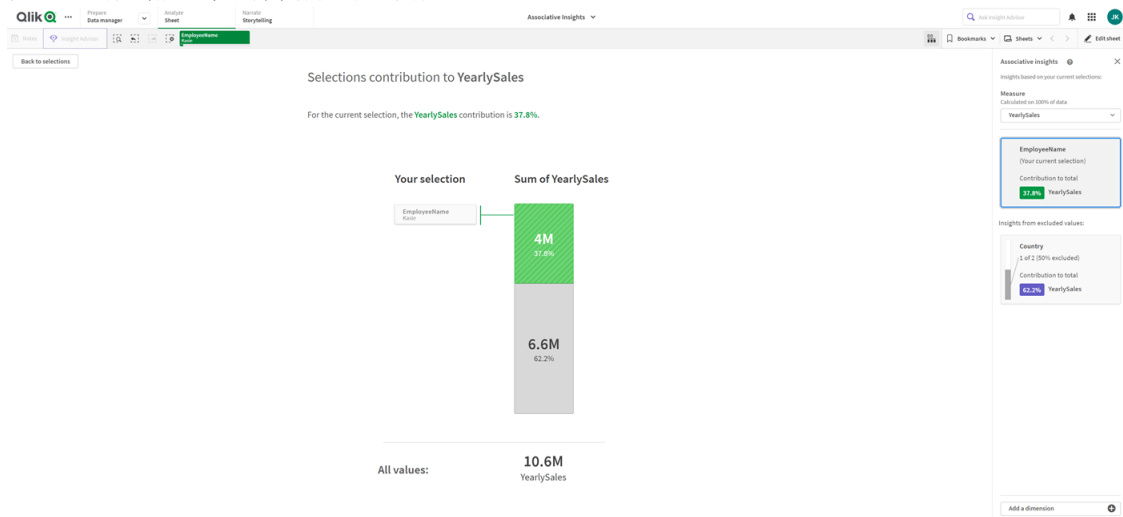 Qlik
Prepare
Data manager
Analyze
Sheet
Narrate
Storytelling
Associative Insights
Ask Insight Advisor
JK
Notes
Insight Advisor
EmployeeName
Kasie
Bookmarks
Sheets
Edit sheet
Back to selections
Selections contribution to YearlySales
For the current selection, the YearlySales contribution is 37.8%.
Your selection
Sum of YearlySales
EmployeeName
Kasie
4M
37.8%
6.6M
62.2%
All values:
10.6M
YearlySales
Associative insights
Insights based on your current selections:
Measure
Calculated on 100% of data
YearlySales
EmployeeName
(Your current selection)
Contribution to total
37.8% YearlySales
Insights from excluded values:
Country
1 of 2 (50% excluded)
Contribution to total
62.2% YearlySales
Add a dimension